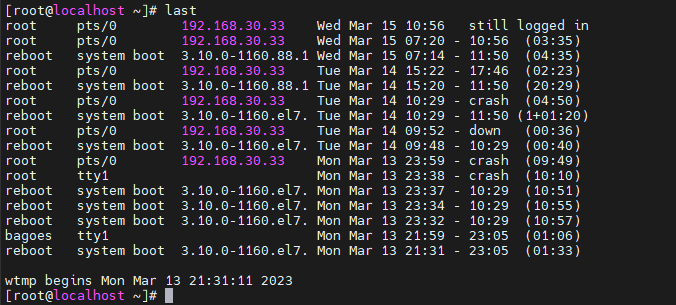 [root@localhost ~]# last
root     pts/0        192.168.30.33    Wed Mar 15 10:56   still logged in
root     pts/0        192.168.30.33    Wed Mar 15 07:20 - 10:56  (03:35)
reboot   system boot  3.10.0-1160.88.1 Wed Mar 15 07:14 - 11:50  (04:35)
root     pts/0        192.168.30.33    Tue Mar 14 15:22 - 17:46  (02:23)
reboot   system boot  3.10.0-1160.88.1 Tue Mar 14 15:20 - 11:50  (20:29)
root     pts/0        192.168.30.33    Tue Mar 14 10:29 - crash  (04:50)
reboot   system boot  3.10.0-1160.el7. Tue Mar 14 10:29 - 11:50 (1+01:20)
root     pts/0        192.168.30.33    Tue Mar 14 09:52 - down   (00:36)
reboot   system boot  3.10.0-1160.el7. Tue Mar 14 09:48 - 10:29  (00:40)
root     pts/0        192.168.30.33    Mon Mar 13 23:59 - crash  (09:49)
root     tty1                          Mon Mar 13 23:38 - crash  (10:10)
reboot   system boot  3.10.0-1160.el7. Mon Mar 13 23:37 - 10:29  (10:51)
reboot   system boot  3.10.0-1160.el7. Mon Mar 13 23:34 - 10:29  (10:55)
reboot   system boot  3.10.0-1160.el7. Mon Mar 13 23:32 - 10:29  (10:57)
bagoes   tty1                          Mon Mar 13 21:59 - 23:05  (01:06)
reboot   system boot  3.10.0-1160.el7. Mon Mar 13 21:31 - 23:05  (01:33)

wtmp begins Mon Mar 13 21:31:11 2023
[root@localhost ~]#